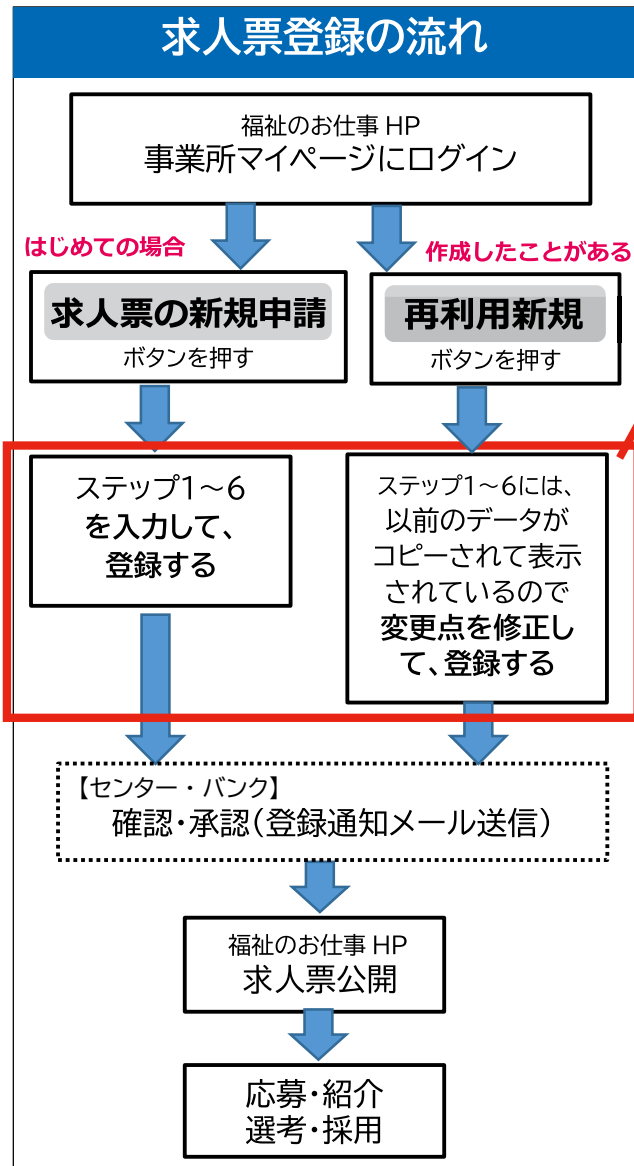 求人票登録の流れ
福祉のお仕事 HP
事業所マイページにログイン
はじめての場合
作成したことがある
求人票の新規申請
ボタンを押す
再利用新規
ボタンを押す
ステップ1～6
を入力して、
登録する
ステップ1～6には、
以前のデータが
コピーされて表示
されているので
変更点を修正し
て、登録する
【センター・バンク】
確認・承認(登録通知メール送信)
福祉のお仕事 HP
求人票公開
応募・紹介
選考・採用